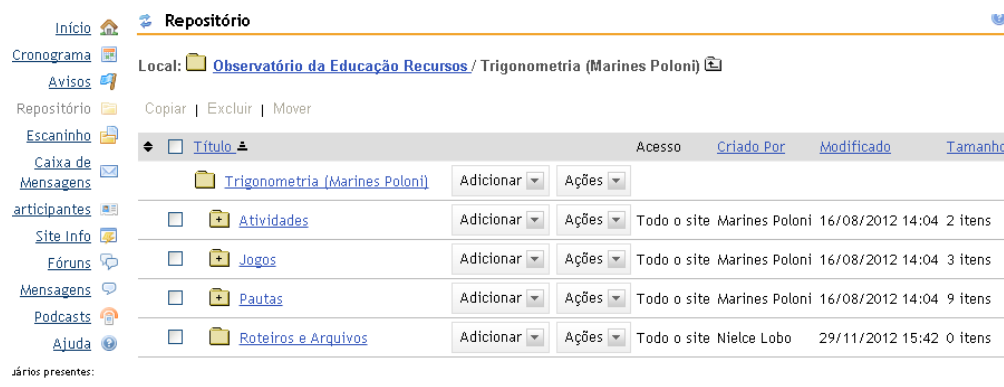 Início
Cronograma
Avisos
Repositório
Escaninho
Caixa de
Mensagens
articipantes
Site Info
Fóruns
Mensagens
Podcasts
Ajuda
uários presentes:
Repositório
Local: Observatório da Educação Recursos / Trigonometria (Marines Poloni)
Copiar | Excluir | Mover
Título Acesso Criado Por Modificado Tamanho
Trigonometria (Marines Poloni) Adicionar Ações
Atividades Adicionar Ações Todo o site Marines Poloni 16/08/2012 14:04 2 itens
Jogos Adicionar Ações Todo o site Marines Poloni 16/08/2012 14:04 3 itens
Pautas Adicionar Ações Todo o site Marines Poloni 16/08/2012 14:04 9 itens
Roteiros e Arquivos Adicionar Ações Todo o site Nielce Lobo 29/11/2012 15:42 0 itens